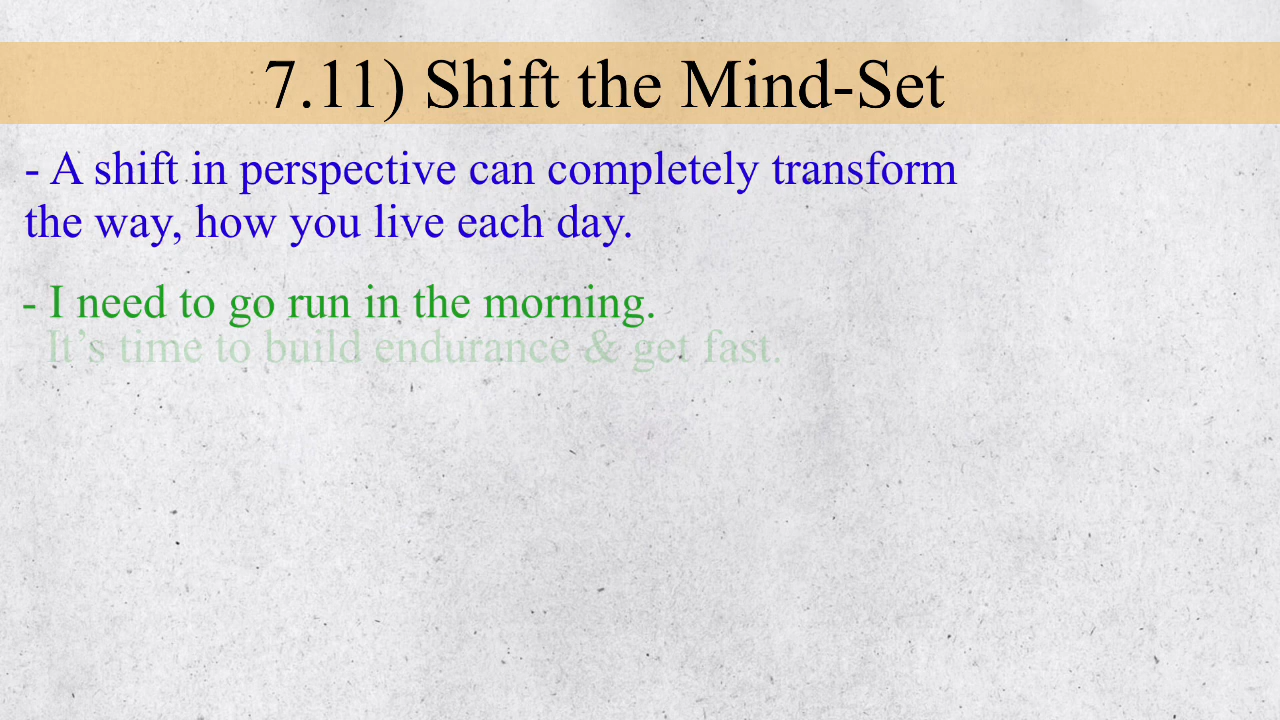 7.11) Shift the Mind-Set
- A shift in perspective can completely transform
the way, how you live each day.
- I need to go run in the morning.
It’s time to build endurance & get fast.